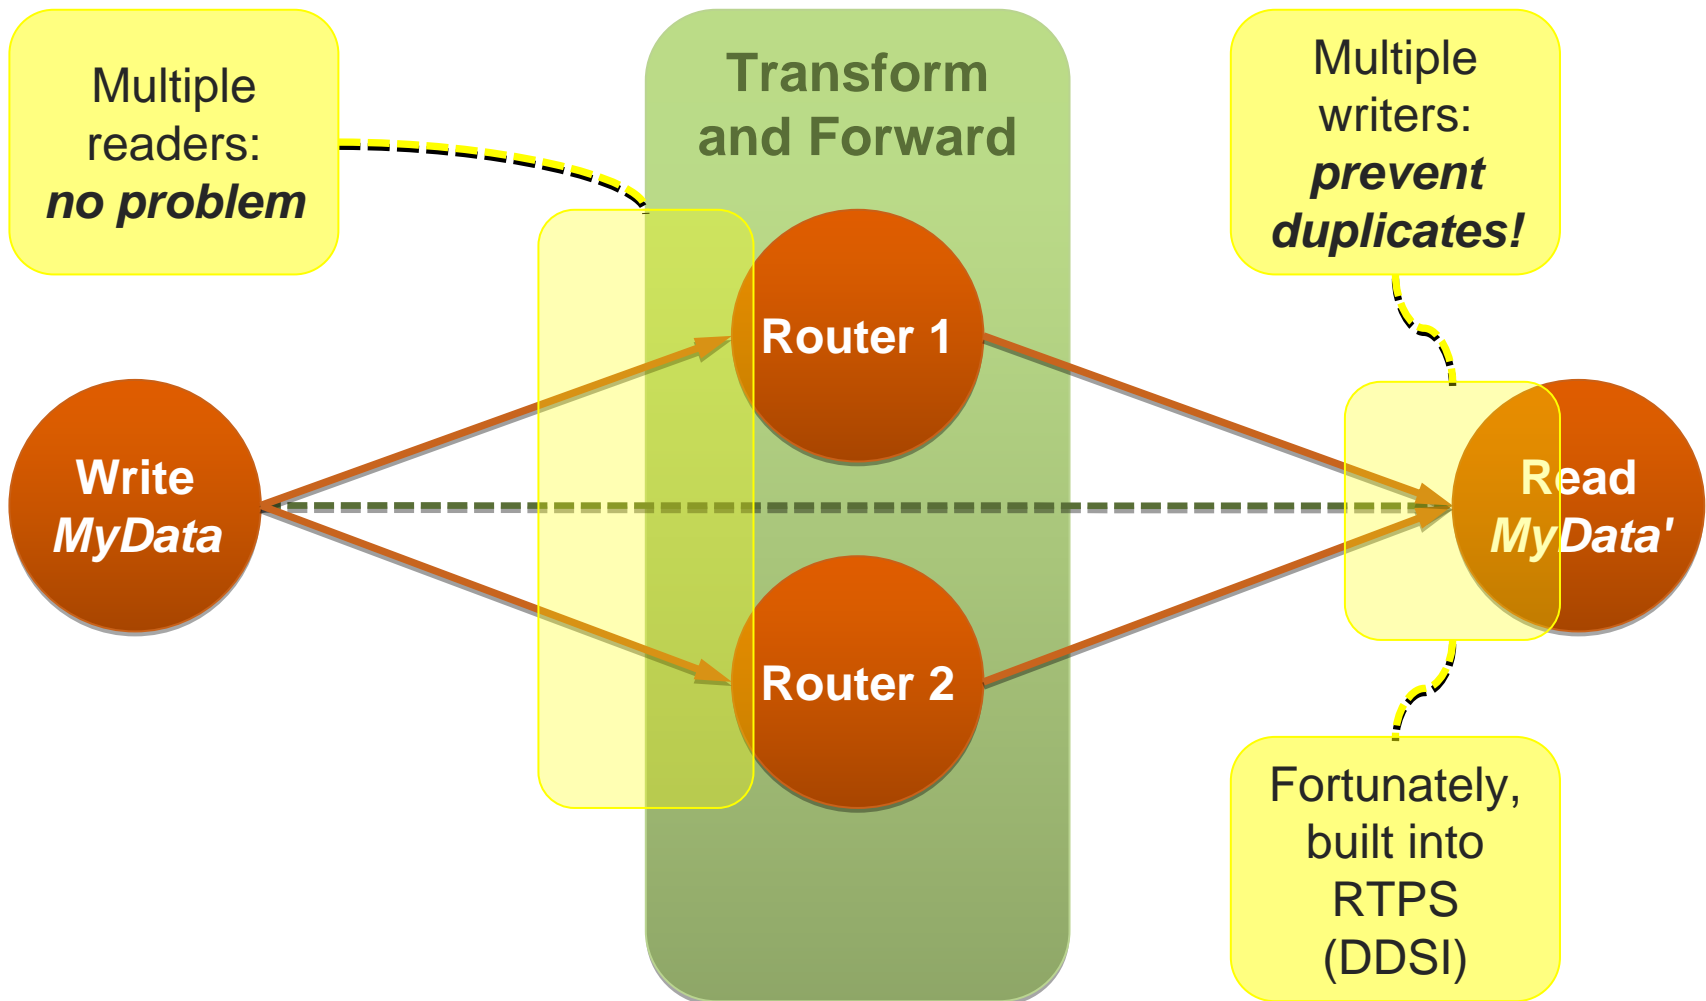 Multiple
readers:
no problem
Transform
and Forward
Multiple
writers:
prevent
duplicates!
Router 1
Write
MyData
Read
MyData'
Router 2
Fortunately,
built into
RTPS
(DDSI)